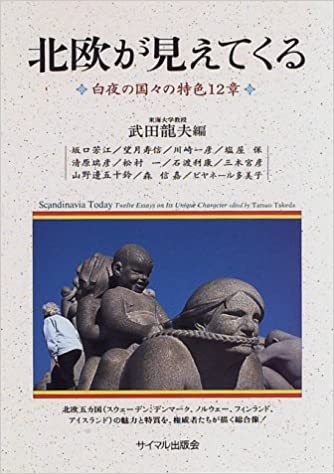 北欧が見えてくる
白夜の国々の特色12章
東海大学教授
武田龍夫編
坂口芳江/望月寿信/川崎一彦/塩屋 保
清原瑞彦/松村 一/石渡利康/三木宮彦
山野邊五十鈴/森 信嘉/ビヤネール多美子
Scandinavia Today Twelve Essays on Its Unique Character edited by Tatsuo Takeda
北欧五カ国(スウェーデン、デンマーク、ノルウェー、フィンランド、
アイスランド)の魅力と特質を、権威者たちが描く総合像!
サイマル出版会